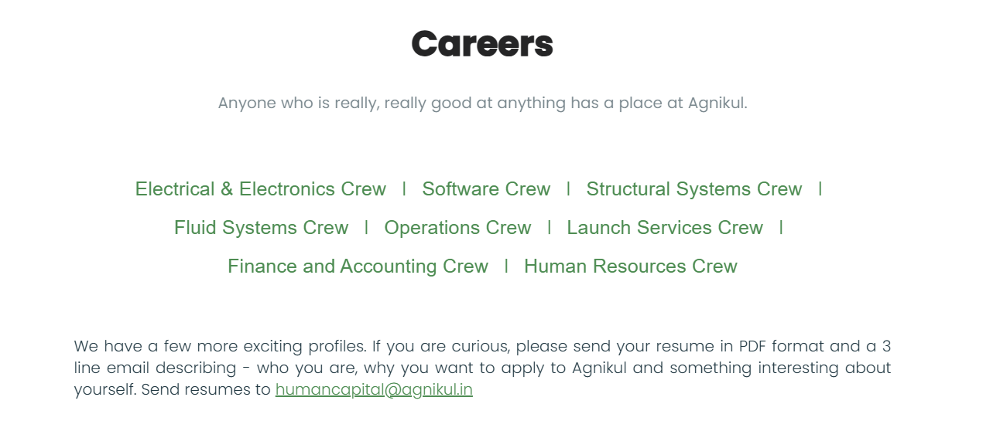 Careers
Anyone who is really, really good at anything has a place at Agnikul.
Electrical & Electronics Crew | Software Crew | Structural Systems Crew |
Fluid Systems Crew | Operations Crew | Launch Services Crew |
Finance and Accounting Crew | Human Resources Crew
We have a few more exciting profiles. If you are curious, please send your resume in PDF format and a 3
line email describing - who you are, why you want to apply to Agnikul and something interesting about
yourself. Send resumes to humancapital@agnikul.in